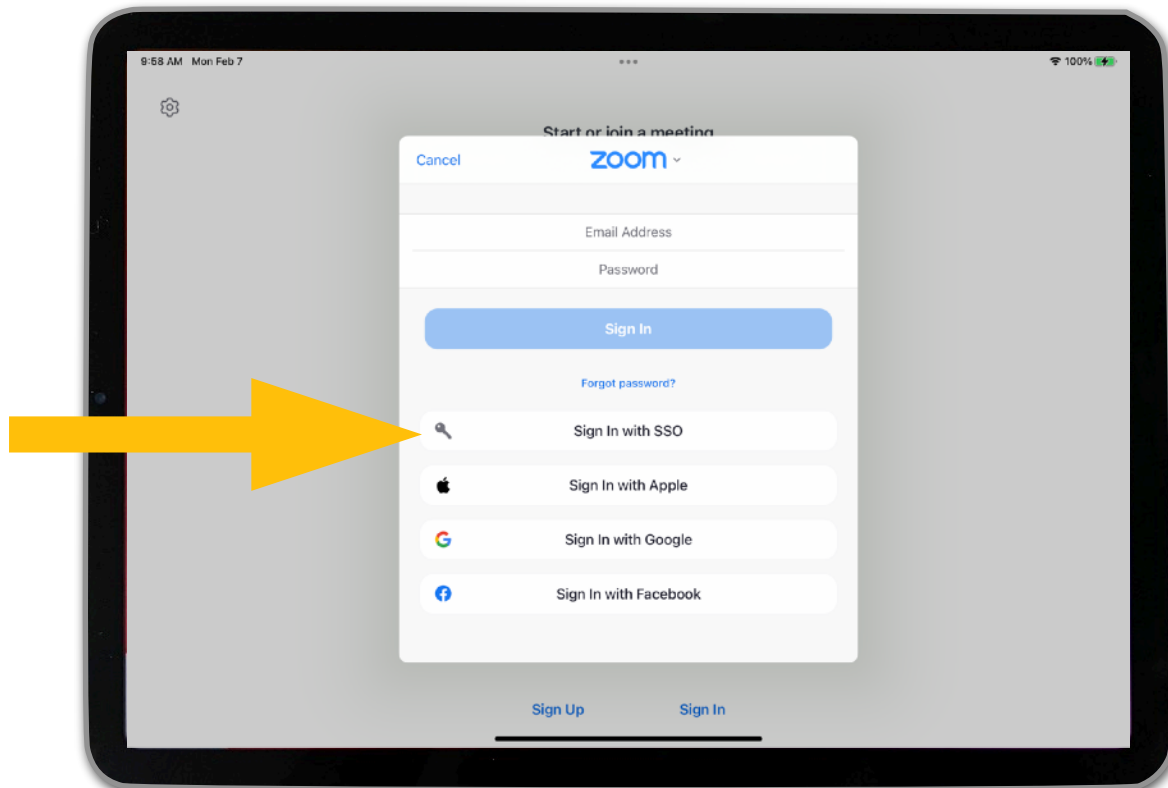 9:58 AM Mon Feb 7
100%
Start or join a meeting
Cancel
zoom
Email Address
Password
Sign In
Forgot password?
Sign In with SSO
Sign In with Apple
Sign In with Google
Sign In with Facebook
Sign Up
Sign In